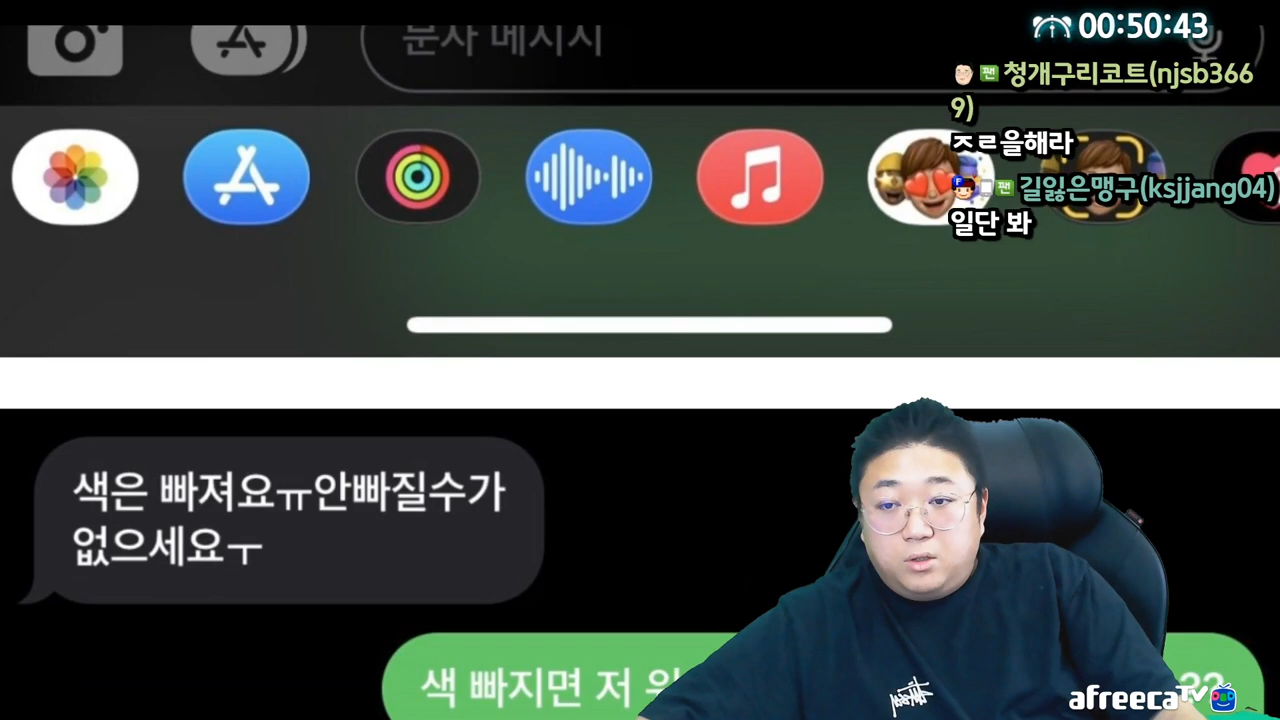 문자 메시지
00:50:43
청개구리코트(njsb366
9)
ㅈㄹ을해라
길잃은맹구(ksjjang04)
일단 봐
색은 빠져요ㅠ안빠질수가
없으세요ㅜ
색 빠지면 저
afreecaTV